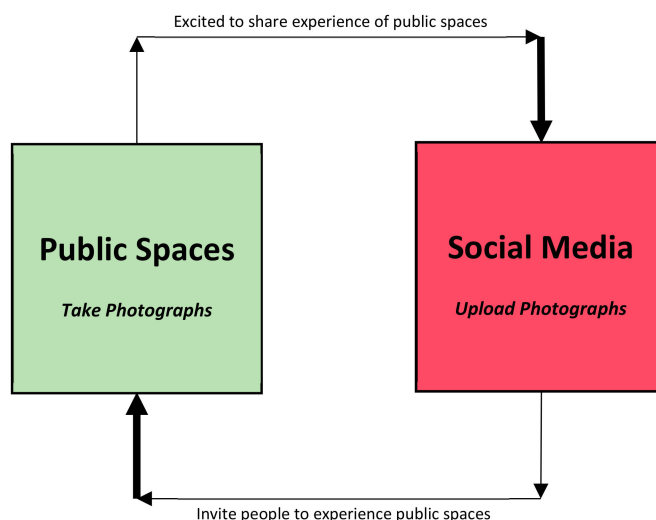 Excited to share experience of public spaces
Public Spaces
Take Photographs
Social Media
Upload Photographs
Invite people to experience public spaces